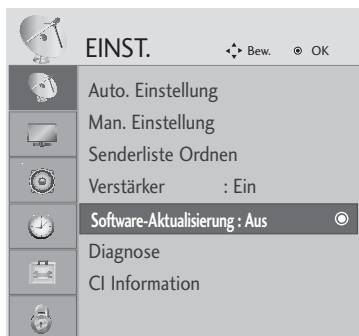 EINST. Bew. OK
Auto. Einstellung
Man. Einstellung
Senderliste Ordnen
Verstärker : Ein
Software-Aktualisierung : Aus
Diagnose
CI Information